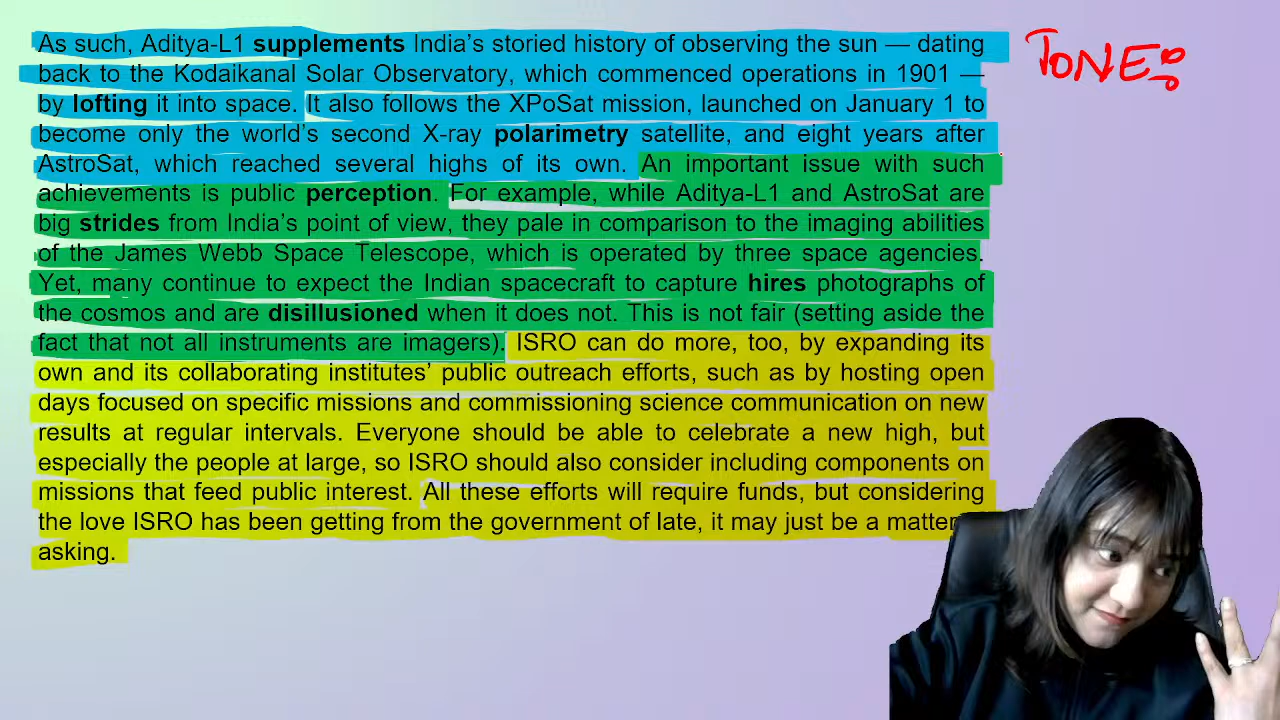 As such, Aditya-L1 supplements India's storied history of observing the sun — dating
back to the Kodaikanal Solar Observatory, which commenced operations in 1901 —
by lofting it into space. It also follows the XPoSat mission, launched on January 1 to
become only the world's second X-ray polarimetry satellite, and eight years after
AstroSat, which reached several highs of its own. An important issue with such
achievements is public perception. For example, while Aditya-L1 and AstroSat are
big strides from India's point of view, they pale in comparison to the imaging abilities
of the James Webb Space Telescope, which is operated by three space agencies.
Yet, many continue to expect the Indian spacecraft to capture hires photographs of
the cosmos and are disillusioned when it does not. This is not fair (setting aside the
fact that not all instruments are imagers). ISRO can do more, too, by expanding its
own and its collaborating institutes' public outreach efforts, such as by hosting open
days focused on specific missions and commissioning science communication on new
results at regular intervals. Everyone should be able to celebrate a new high, but
especially the people at large, so ISRO should also consider including components on
missions that feed public interest. All these efforts will require funds, but considering
the love ISRO has been getting from the government of late, it may just be a matter
asking.
TONE: